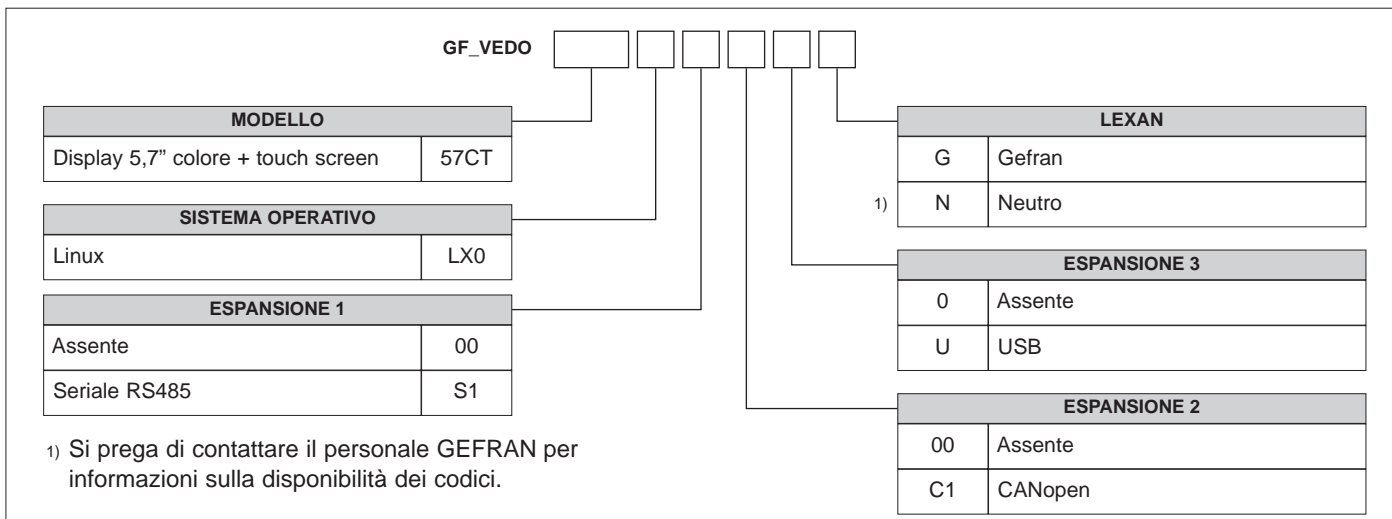 GF_VEDO
MODELLO
Display 5,7” colore + touch screen 57CT
SISTEMA OPERATIVO
Linux LX0
ESPANSIONE 1
Assente 00
Seriale RS485 S1
1) Si prega di contattare il personale GEFRAN per
informazioni sulla disponibilità dei codici.
LEXAN
G Gefran
1) N Neutro
ESPANSIONE 3
0 Assente
U USB
ESPANSIONE 2
00 Assente
C1 CANopen